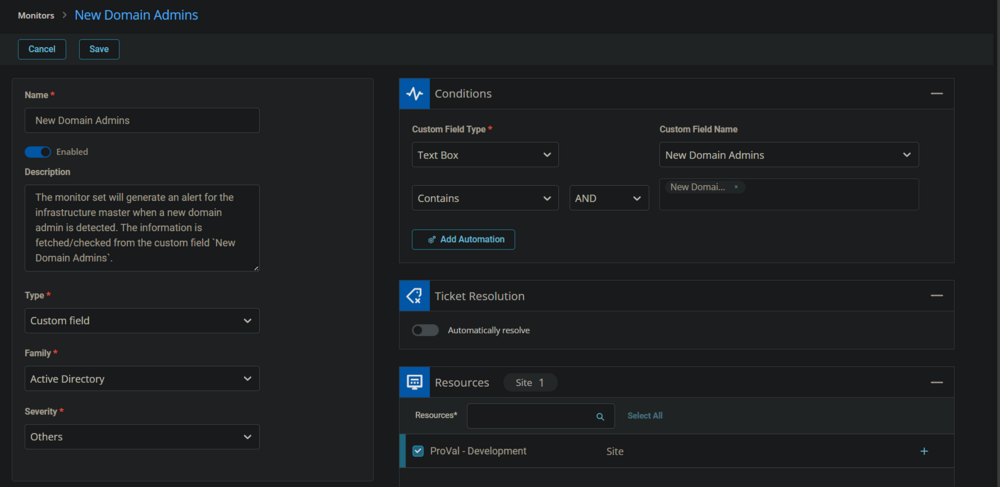 Monitors > New Domain Admins
Cancel Save
Name *
New Domain Admins
Enabled
Description
The monitor set will generate an alert for the
infrastructure master when a new domain
admin is detected. The information is
fetched/checked from the custom field `New
Domain Admins`.
Type *
Custom field
Family *
Active Directory
Severity *
Others
Conditions
Custom Field Type * Custom Field Name
Text Box New Domain Admins
Contains AND New Domai... ×
Add Automation
Ticket Resolution
Automatically resolve
Resources Site 1
Resources* Select All
ProVal - Development Site